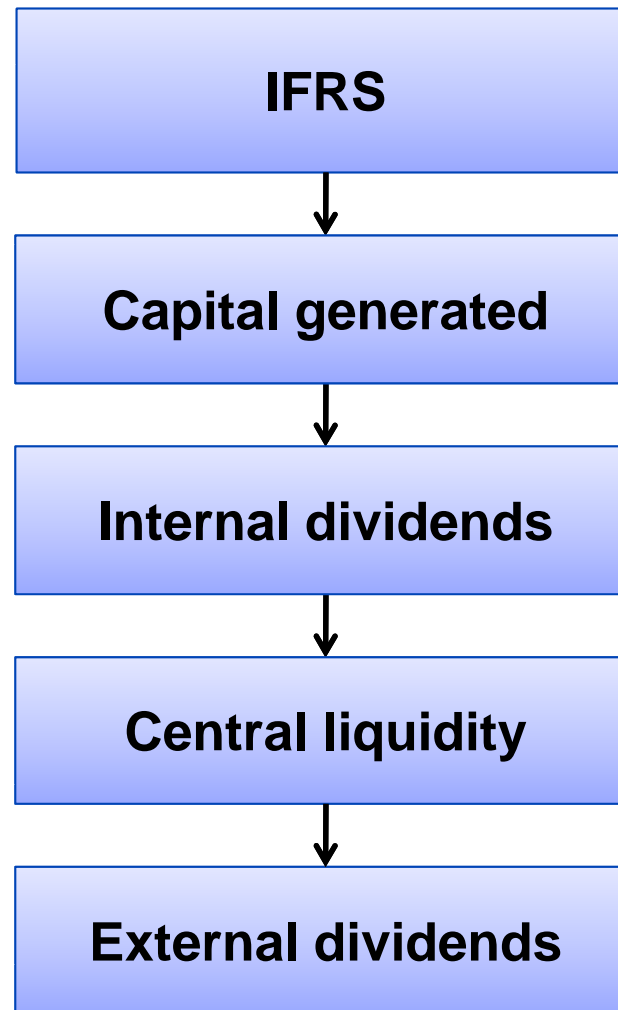 IFRS
Capital generated
Internal dividends
Central liquidity
External dividends